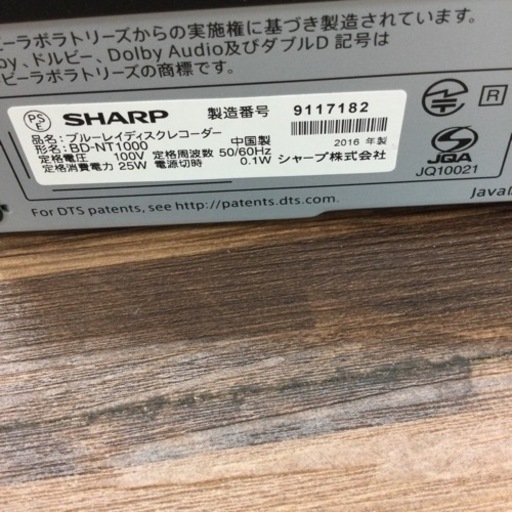 ビーラボラトリーズからの実施権に基づき製造されています。
by、ドルビー、Dolby Audio及びダブルD 記号は
ビーラボラトリーズの商標です。
PS
E
SHARP 製造番号 9117182
品名：ブルーレイディスクレコーダー
形名：BD-NT1000 中国製 2016 年製
定格電圧 100V 定格周波数 50/60Hz
定格消費電力 25W 電源切時 0.1W シャープ株式会社
R
JQA
JQ10021
For DTS patents, see http://patents.dts.com.
Java